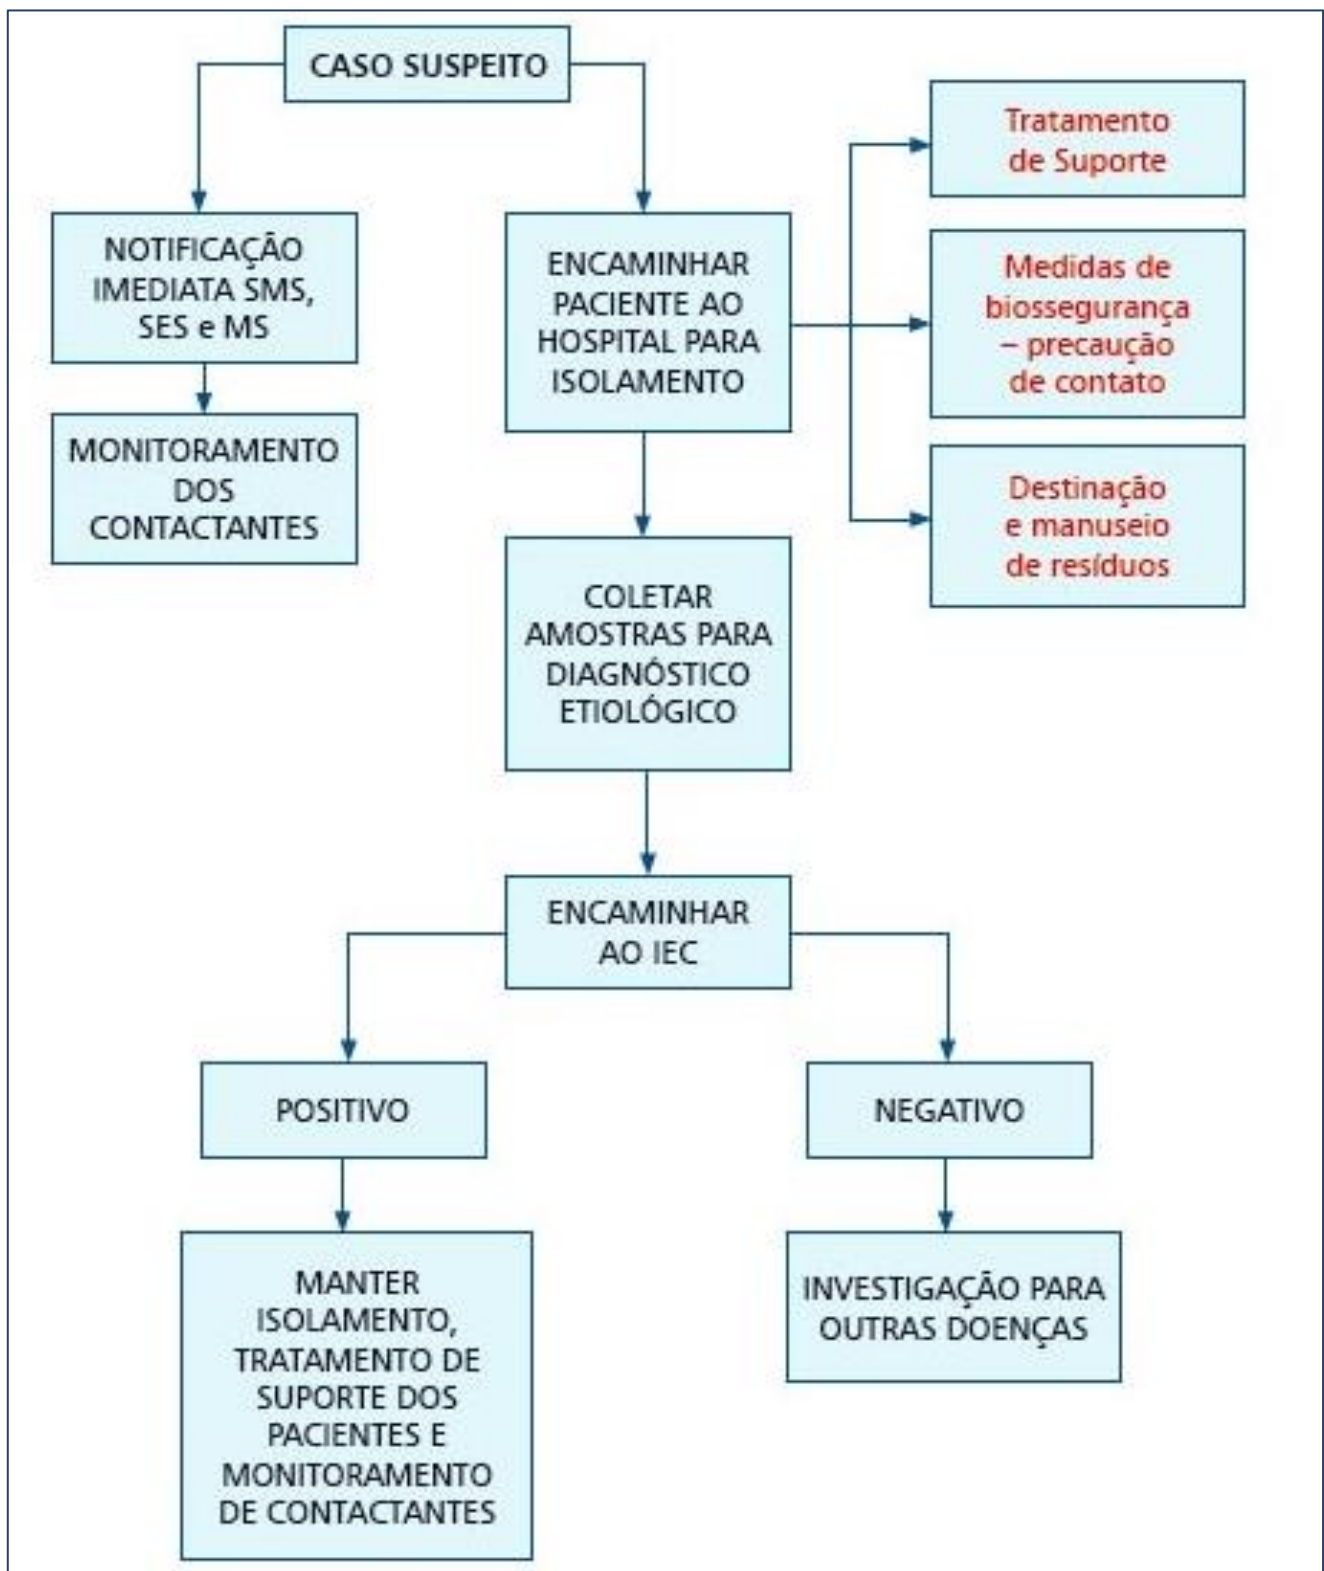 CASO SUSPEITO
NOTIFICAÇÃO
IMEDIATA SMS,
SES e MS
MONITORAMENTO
DOS
CONTACTANTES
ENCAMINHAR
PACIENTE AO
HOSPITAL PARA
ISOLAMENTO
Tratamento
de Suporte
Medidas de
biossegurança
– precaução
de contato
Destinação
e manuseio
de resíduos
COLETAR
AMOSTRAS PARA
DIAGNÓSTICO
ETIOLÓGICO
ENCAMINHAR
AO IEC
POSITIVO
NEGATIVO
MANTER
ISOLAMENTO,
TRATAMENTO DE
SUPORTE DOS
PACIENTES E
MONITORAMENTO
DE CONTACTANTES
INVESTIGAÇÃO PARA
OUTRAS DOENÇAS